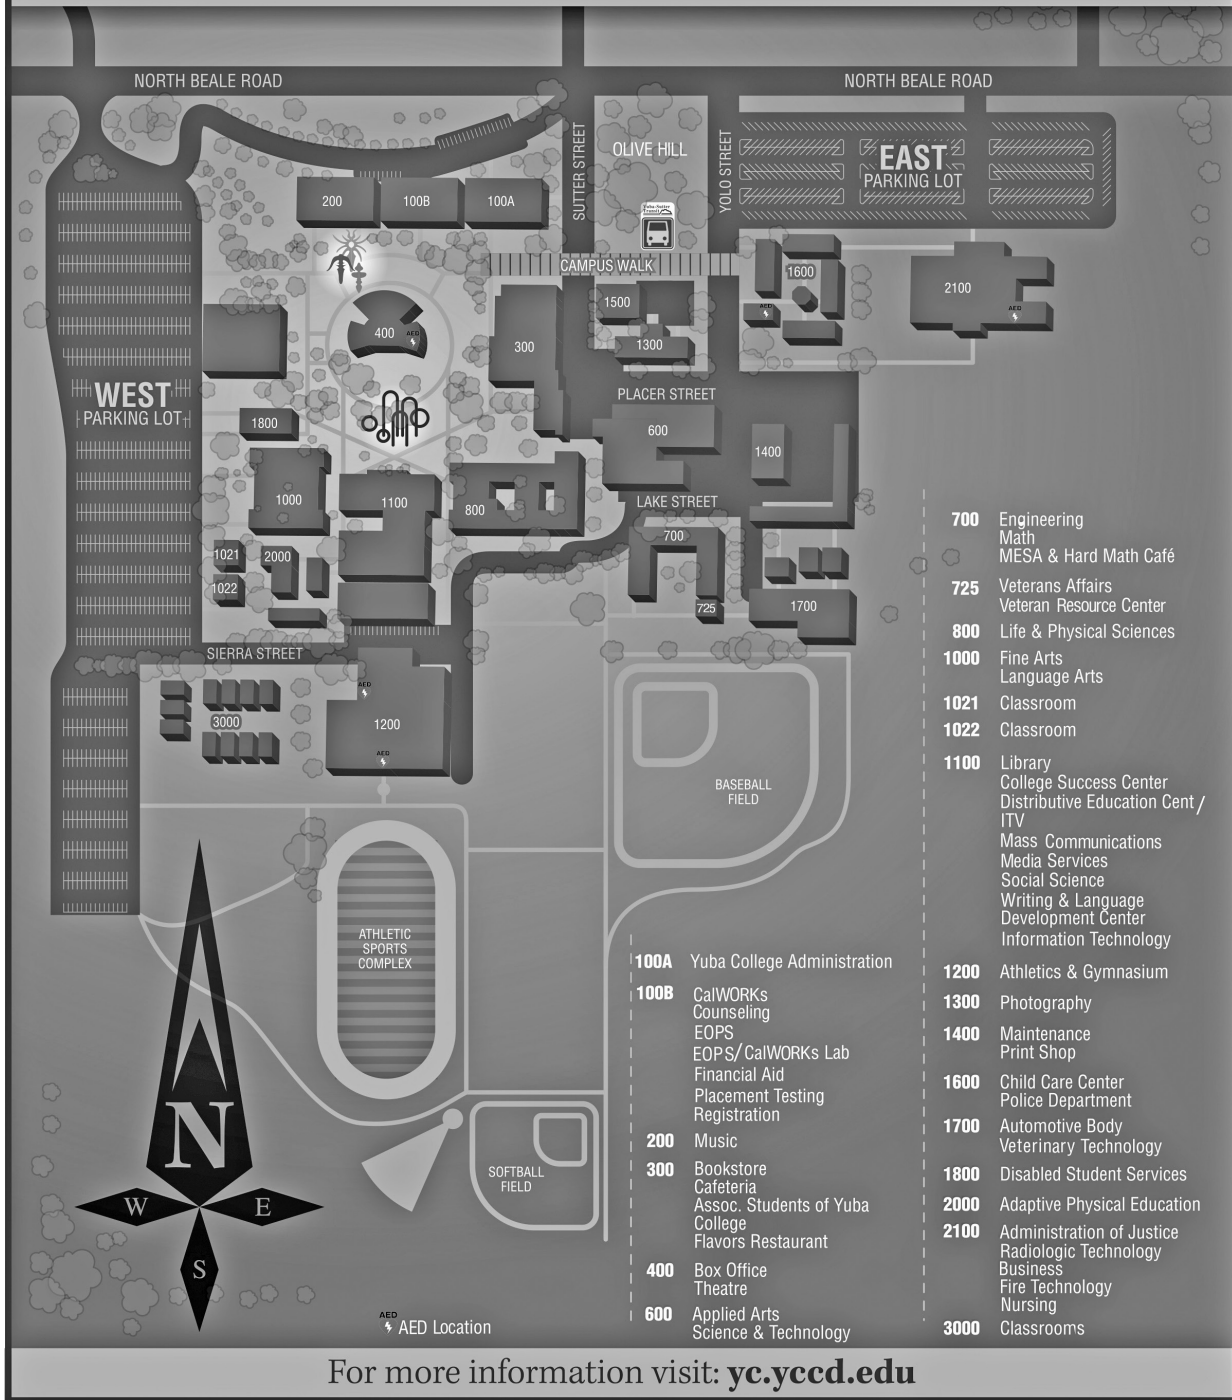 NORTH BEALE ROAD
NORTH BEALE ROAD
SUTTER STREET
OLIVE HILL
YOLO STREET
EAST
PARKING LOT
Yuba-Sutter
Transit
200
100B
100A
CAMPUS WALK
1600
2100
AED
AED
1500
400
AED
300
1300
WEST
PARKING LOT
PLACER STREET
1800
600
1400
1000
1100
800
LAKE STREET
700
1021
2000
1022
725
1700
SIERRA STREET
AED
3000
1200
AED
BASEBALL
FIELD
ATHLETIC
SPORTS
COMPLEX
SOFTBALL
FIELD
N
W
E
S
AED
AED Location
100A Yuba College Administration
100B CalWORKs
Counseling
EOPS
EOPS/CalWORKs Lab
Financial Aid
Placement Testing
Registration
200 Music
300 Bookstore
Cafeteria
Assoc. Students of Yuba
College
Flavors Restaurant
400 Box Office
Theatre
600 Applied Arts
Science & Technology
700 Engineering
Math
MESA & Hard Math Café
725 Veterans Affairs
Veteran Resource Center
800 Life & Physical Sciences
1000 Fine Arts
Language Arts
1021 Classroom
1022 Classroom
1100 Library
College Success Center
Distributive Education Cent/
ITV
Mass Communications
Media Services
Social Science
Writing & Language
Development Center
Information Technology
1200 Athletics & Gymnasium
1300 Photography
1400 Maintenance
Print Shop
1600 Child Care Center
Police Department
1700 Automotive Body
Veterinary Technology
1800 Disabled Student Services
2000 Adaptive Physical Education
2100 Administration of Justice
Radiologic Technology
Business
Fire Technology
Nursing
3000 Classrooms
For more information visit: yc.yccd.edu